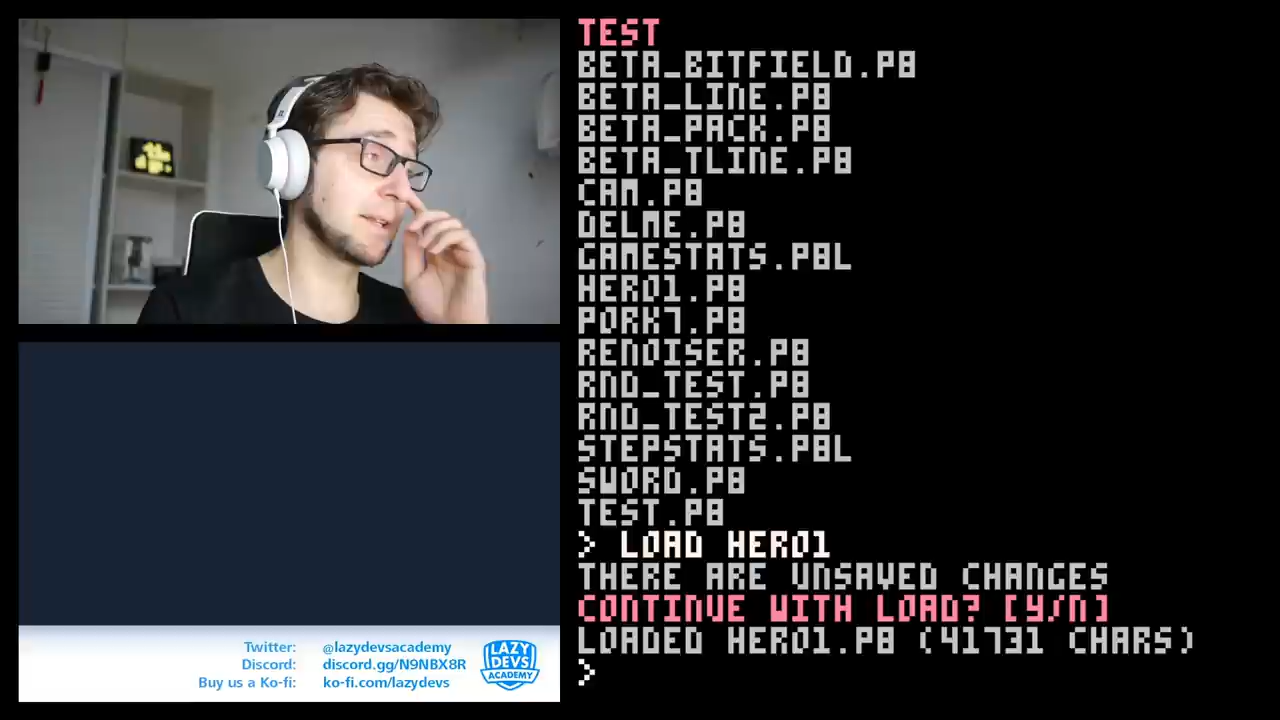 TEST
BETA_BITFIELD.P8
BETA_LINE.P8
BETA_PACK.P8
BETA_TLINE.P8
CAM.P8
DELME.P8
GAMESTATS.P8L
HERO1.P8
PORK7.P8
RENOISER.P8
RND_TEST.P8
RND_TEST2.P8
STEPSTATS.P8L
SWORD.P8
TEST.P8
> LOAD HERO1
THERE ARE UNSAVED CHANGES
CONTINUE WITH LOAD? [Y/N]
LOADED HERO1.P8 (41731 CHARS)
>
Twitter: @lazydevsacademy
Discord: discord.gg/N9NBX8R
Buy us a Ko-fi: ko-fi.com/lazydevs
LAZY
DEVS
ACADEMY